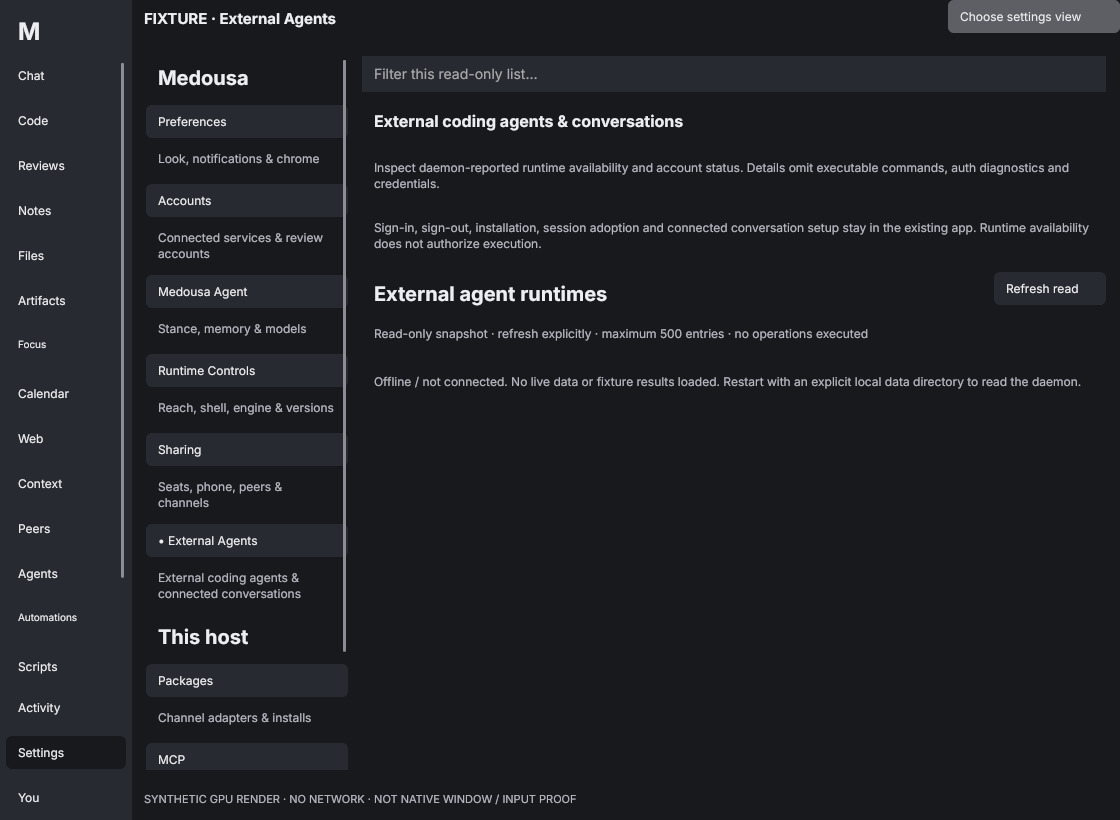 M
Chat
Code
Reviews
Notes
Files
Artifacts
Focus
Calendar
Web
Context
Peers
Agents
Automations
Scripts
Activity
Settings
You
FIXTURE · External Agents
Choose settings view
Medousa
Preferences
Look, notifications & chrome
Accounts
Connected services & review
accounts
Medousa Agent
Stance, memory & models
Runtime Controls
Reach, shell, engine & versions
Sharing
Seats, phone, peers &
channels
• External Agents
External coding agents &
connected conversations
This host
Packages
Channel adapters & installs
MCP
Filter this read-only list...
External coding agents & conversations
Inspect daemon-reported runtime availability and account status. Details omit executable commands, auth diagnostics and
credentials.
Sign-in, sign-out, installation, session adoption and connected conversation setup stay in the existing app. Runtime availability
does not authorize execution.
External agent runtimes
Refresh read
Read-only snapshot · refresh explicitly · maximum 500 entries · no operations executed
Offline / not connected. No live data or fixture results loaded. Restart with an explicit local data directory to read the daemon.
SYNTHETIC GPU RENDER · NO NETWORK · NOT NATIVE WINDOW / INPUT PROOF